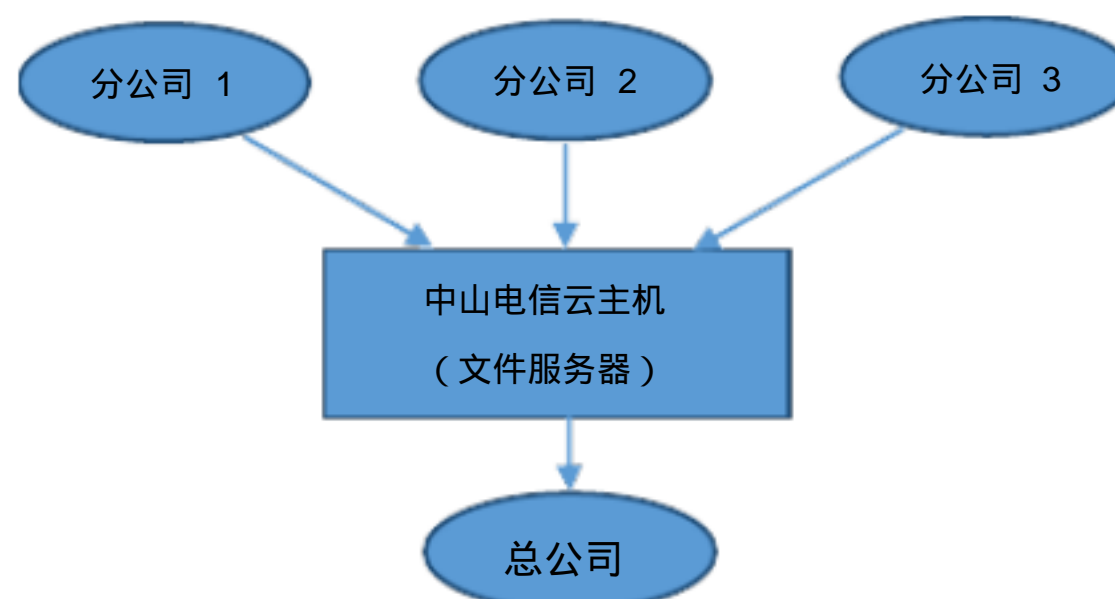 分公司 1
分公司 2
分公司 3
中山电信云主机
（文件服务器）
总公司